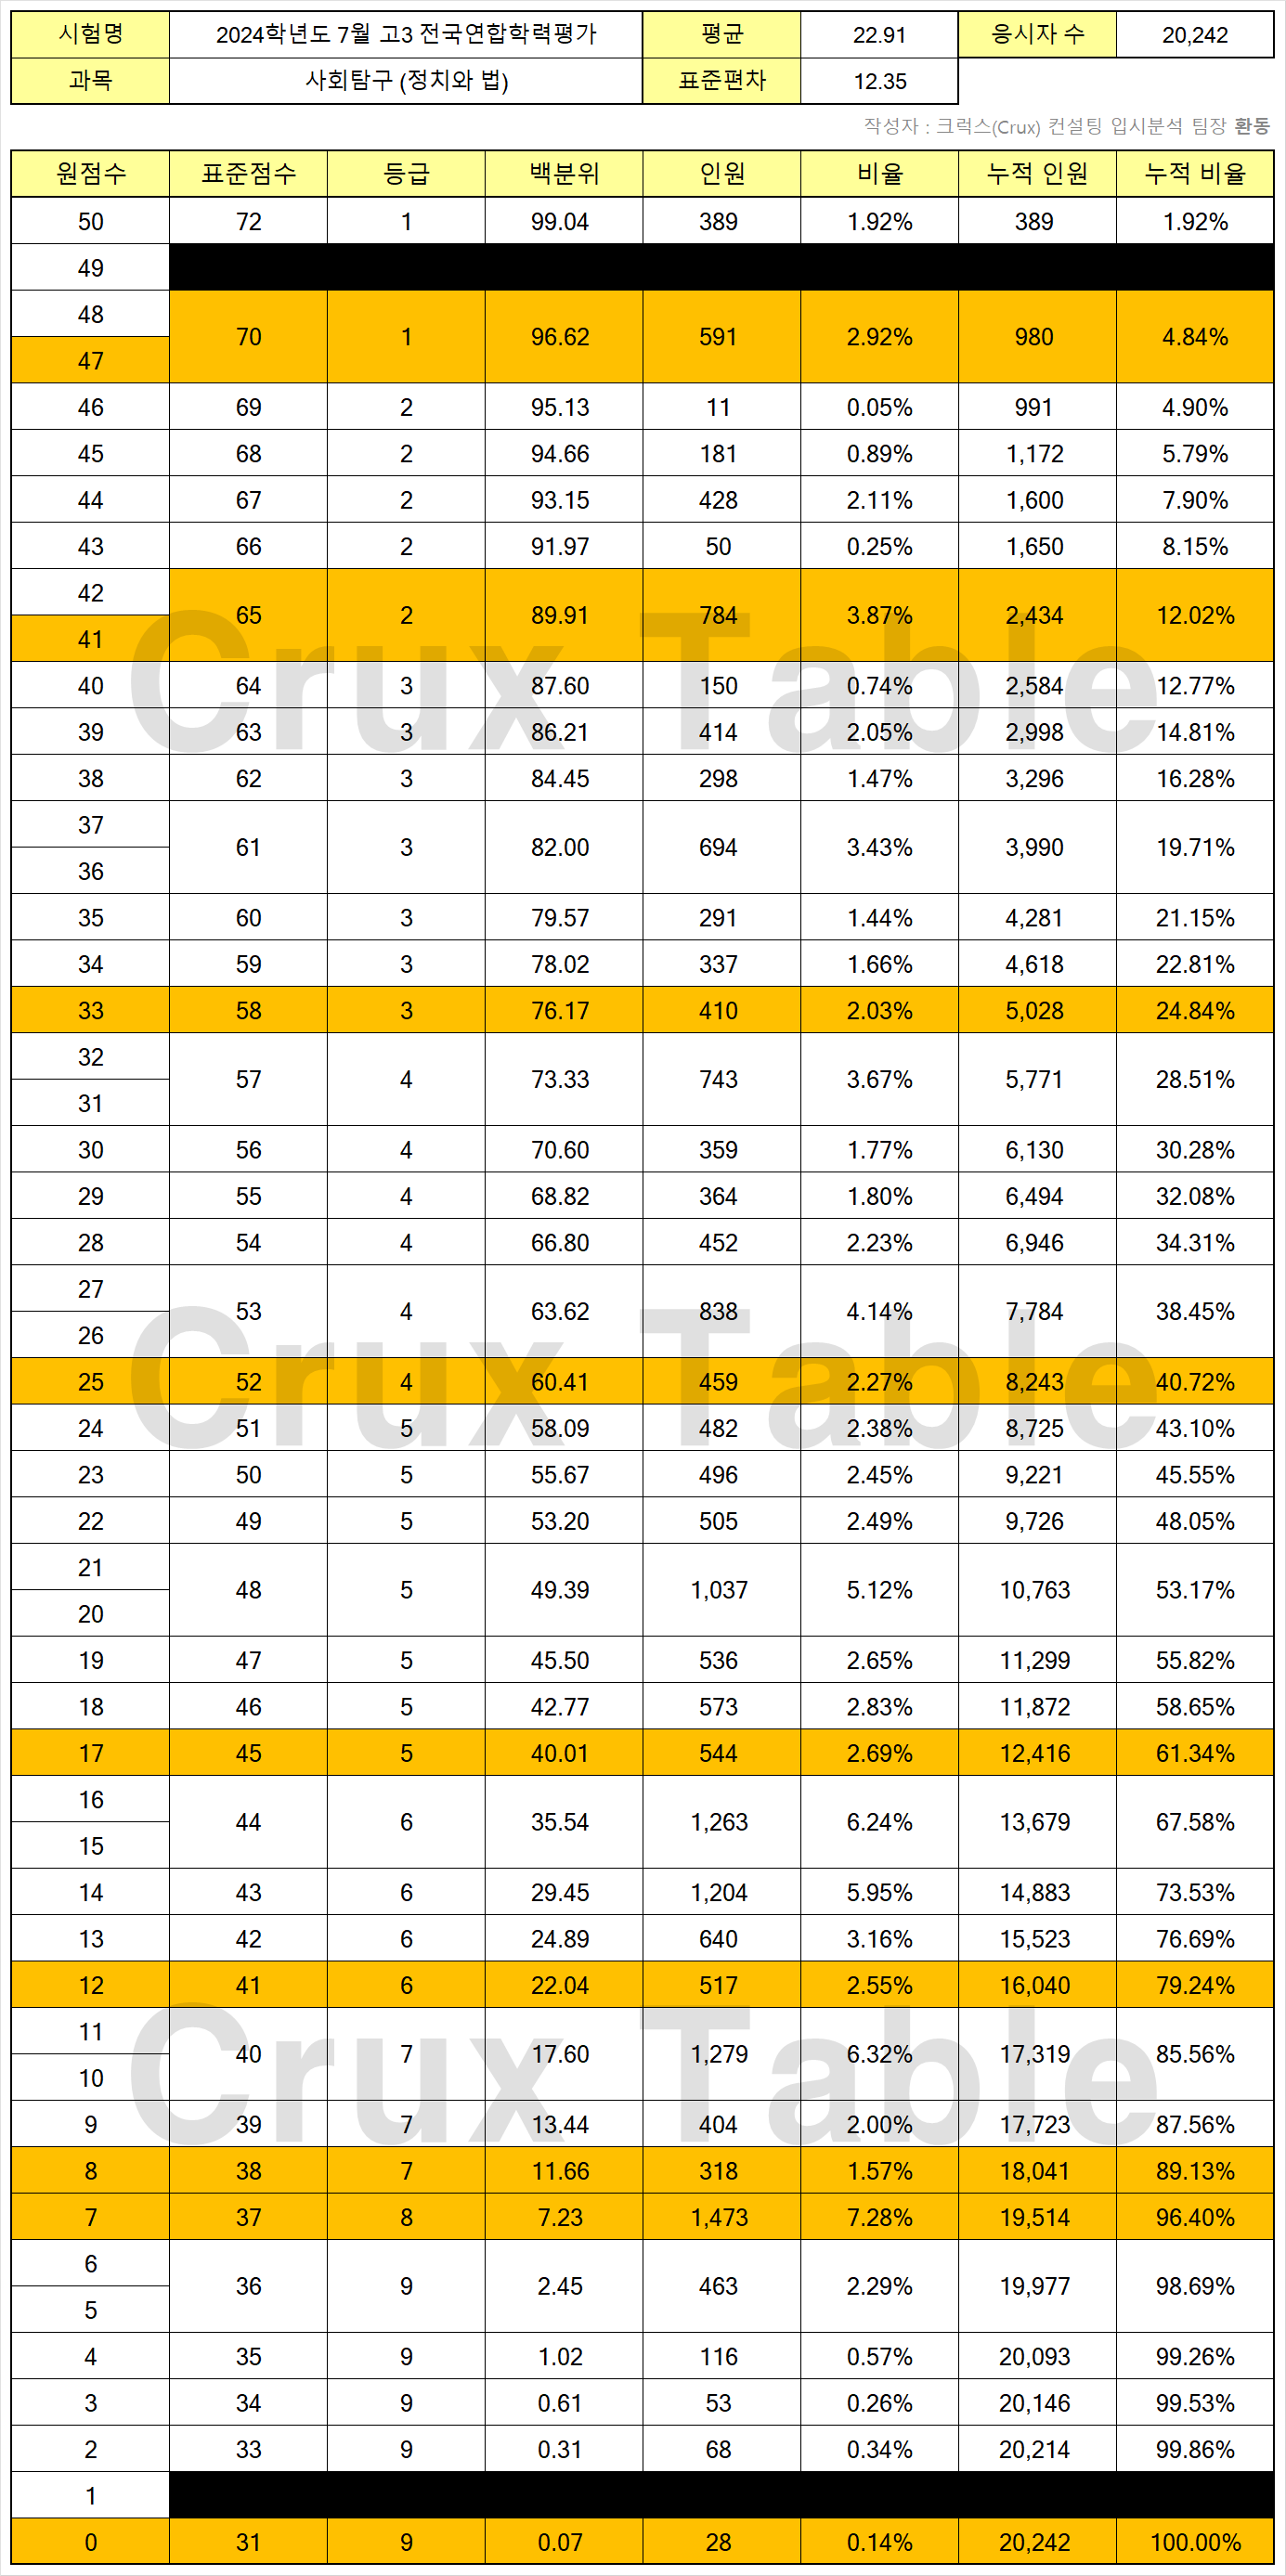 시험명 2024학년도 7월 고3 전국연합학력평가 평균 22.91 응시자 수 20,242
과목 사회탐구 (정치와 법) 표준편차 12.35
작성자 : 크럭스(Crux) 컨설팅 입시분석 팀장 환동
원점수 표준점수 등급 백분위 인원 비율 누적 인원 누적 비율
50 72 1 99.04 389 1.92% 389 1.92%
49
48
70 1 96.62 591 2.92% 980 4.84%
47
46 69 2 95.13 11 0.05% 991 4.90%
45 68 2 94.66 181 0.89% 1,172 5.79%
44 67 2 93.15 428 2.11% 1,600 7.90%
43 66 2 91.97 50 0.25% 1,650 8.15%
42
65 2 89.91 784 3.87% 2,434 12.02%
41
Crux Table
40 64 3 87.60 150 0.74% 2,584 12.77%
39 63 3 86.21 414 2.05% 2,998 14.81%
38 62 3 84.45 298 1.47% 3,296 16.28%
37
61 3 82.00 694 3.43% 3,990 19.71%
36
35 60 3 79.57 291 1.44% 4,281 21.15%
34 59 3 78.02 337 1.66% 4,618 22.81%
33 58 3 76.17 410 2.03% 5,028 24.84%
32
57 4 73.33 743 3.67% 5,771 28.51%
31
30 56 4 70.60 359 1.77% 6,130 30.28%
29 55 4 68.82 364 1.80% 6,494 32.08%
28 54 4 66.80 452 2.23% 6,946 34.31%
27
53 4 63.62 838 4.14% 7,784 38.45%
26
Crux Table
25 52 4 60.41 459 2.27% 8,243 40.72%
24 51 5 58.09 482 2.38% 8,725 43.10%
23 50 5 55.67 496 2.45% 9,221 45.55%
22 49 5 53.20 505 2.49% 9,726 48.05%
21
48 5 49.39 1,037 5.12% 10,763 53.17%
20
19 47 5 45.50 536 2.65% 11,299 55.82%
18 46 5 42.77 573 2.83% 11,872 58.65%
17 45 5 40.01 544 2.69% 12,416 61.34%
16
44 6 35.54 1,263 6.24% 13,679 67.58%
15
14 43 6 29.45 1,204 5.95% 14,883 73.53%
13 42 6 24.89 640 3.16% 15,523 76.69%
12 41 6 22.04 517 2.55% 16,040 79.24%
11
40 7 17.60 1,279 6.32% 17,319 85.56%
10
Crux Table
9 39 7 13.44 404 2.00% 17,723 87.56%
8 38 7 11.66 318 1.57% 18,041 89.13%
7 37 8 7.23 1,473 7.28% 19,514 96.40%
6
36 9 2.45 463 2.29% 19,977 98.69%
5
4 35 9 1.02 116 0.57% 20,093 99.26%
3 34 9 0.61 53 0.26% 20,146 99.53%
2 33 9 0.31 68 0.34% 20,214 99.86%
1
0 31 9 0.07 28 0.14% 20,242 100.00%